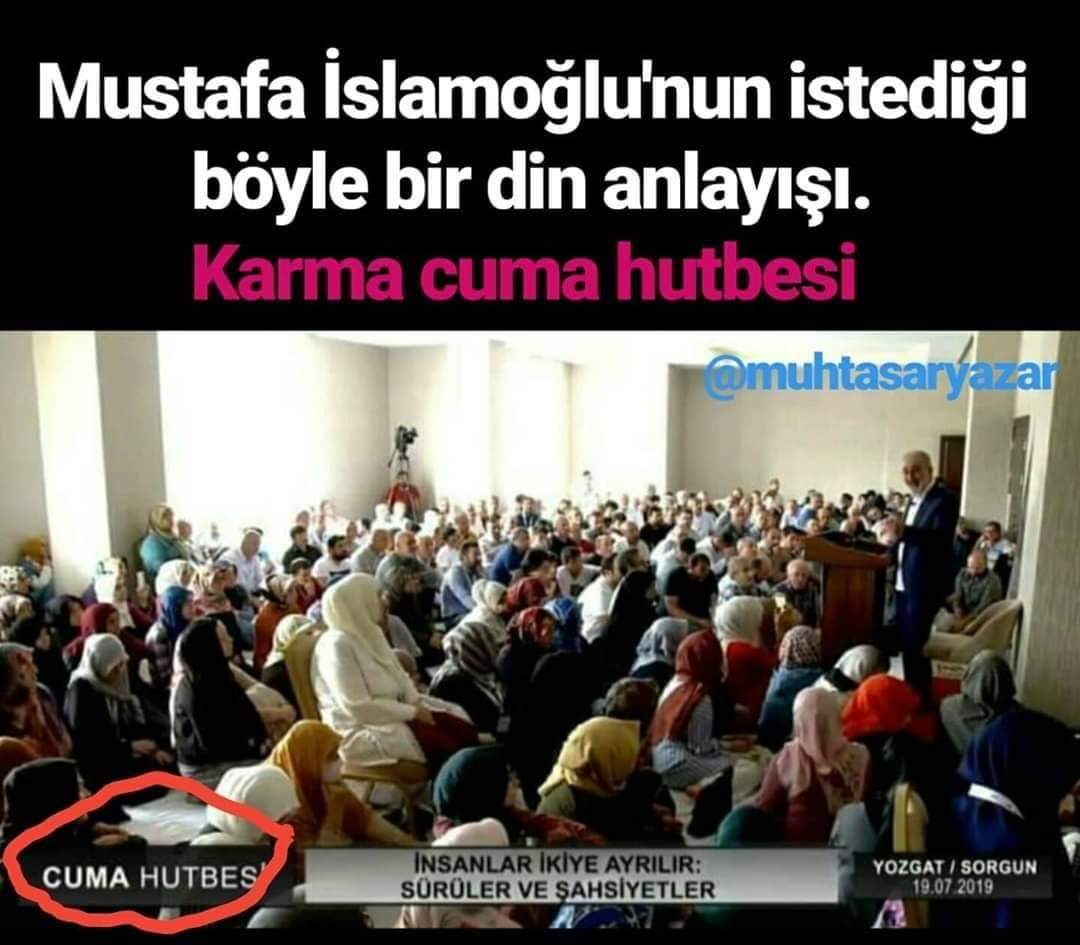 Mustafa İslamoğlu'nun istediği
böyle bir din anlayışı.
Karma cuma hutbesi
@muhtasaryazar
CUMA HUTBESİ
İNSANLAR İKİYE AYRILIR:
SÜRÜLER VE ŞAHSİYETLER
YOZGAT / SORGUN
19.07.2019